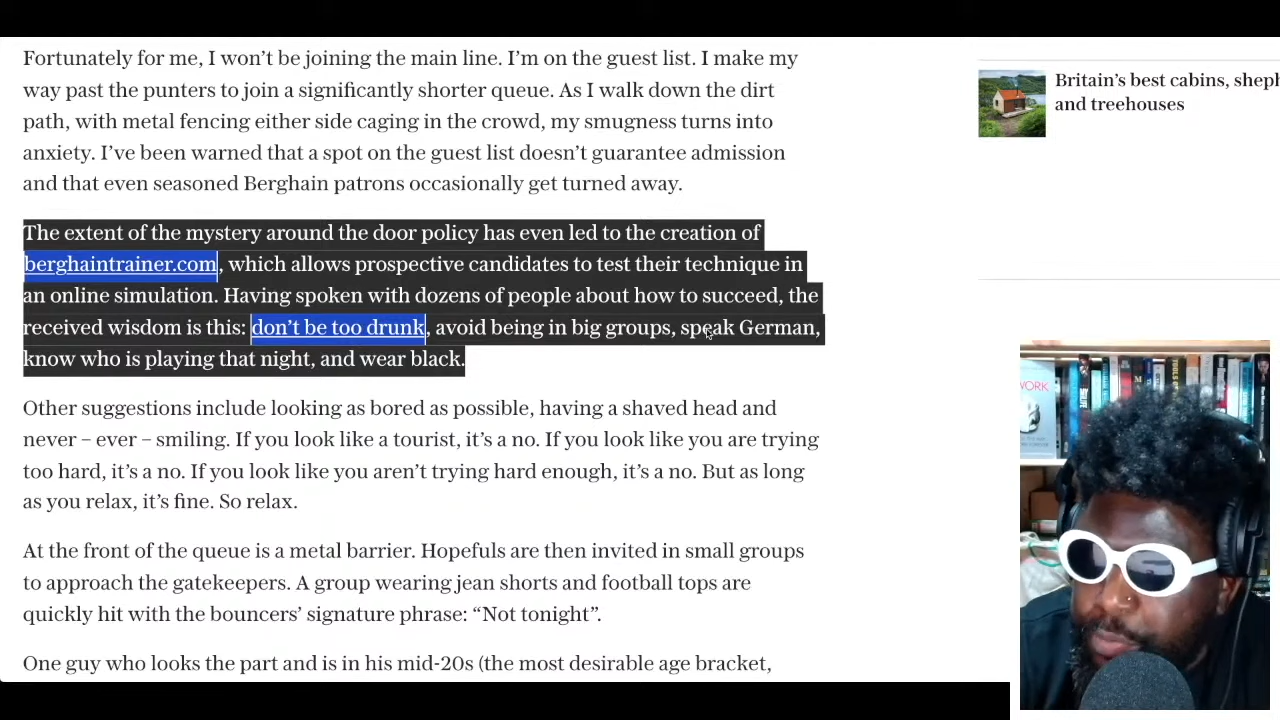 Fortunately for me, I won’t be joining the main line. I’m on the guest list. I make my
way past the punters to join a significantly shorter queue. As I walk down the dirt
path, with metal fencing either side caging in the crowd, my smugness turns into
anxiety. I’ve been warned that a spot on the guest list doesn’t guarantee admission
and that even seasoned Berghain patrons occasionally get turned away.
The extent of the mystery around the door policy has even led to the creation of
berghaintrainer.com, which allows prospective candidates to test their technique in
an online simulation. Having spoken with dozens of people about how to succeed, the
received wisdom is this: don’t be too drunk, avoid being in big groups, speak German,
know who is playing that night, and wear black.
Other suggestions include looking as bored as possible, having a shaved head and
never – ever – smiling. If you look like a tourist, it’s a no. If you look like you are trying
too hard, it’s a no. If you look like you aren’t trying hard enough, it’s a no. But as long
as you relax, it’s fine. So relax.
At the front of the queue is a metal barrier. Hopefuls are then invited in small groups
to approach the gatekeepers. A group wearing jean shorts and football tops are
quickly hit with the bouncers’ signature phrase: “Not tonight”.
One guy who looks the part and is in his mid-20s (the most desirable age bracket,
Britain’s best cabins, sheph
and treehouses
WORK